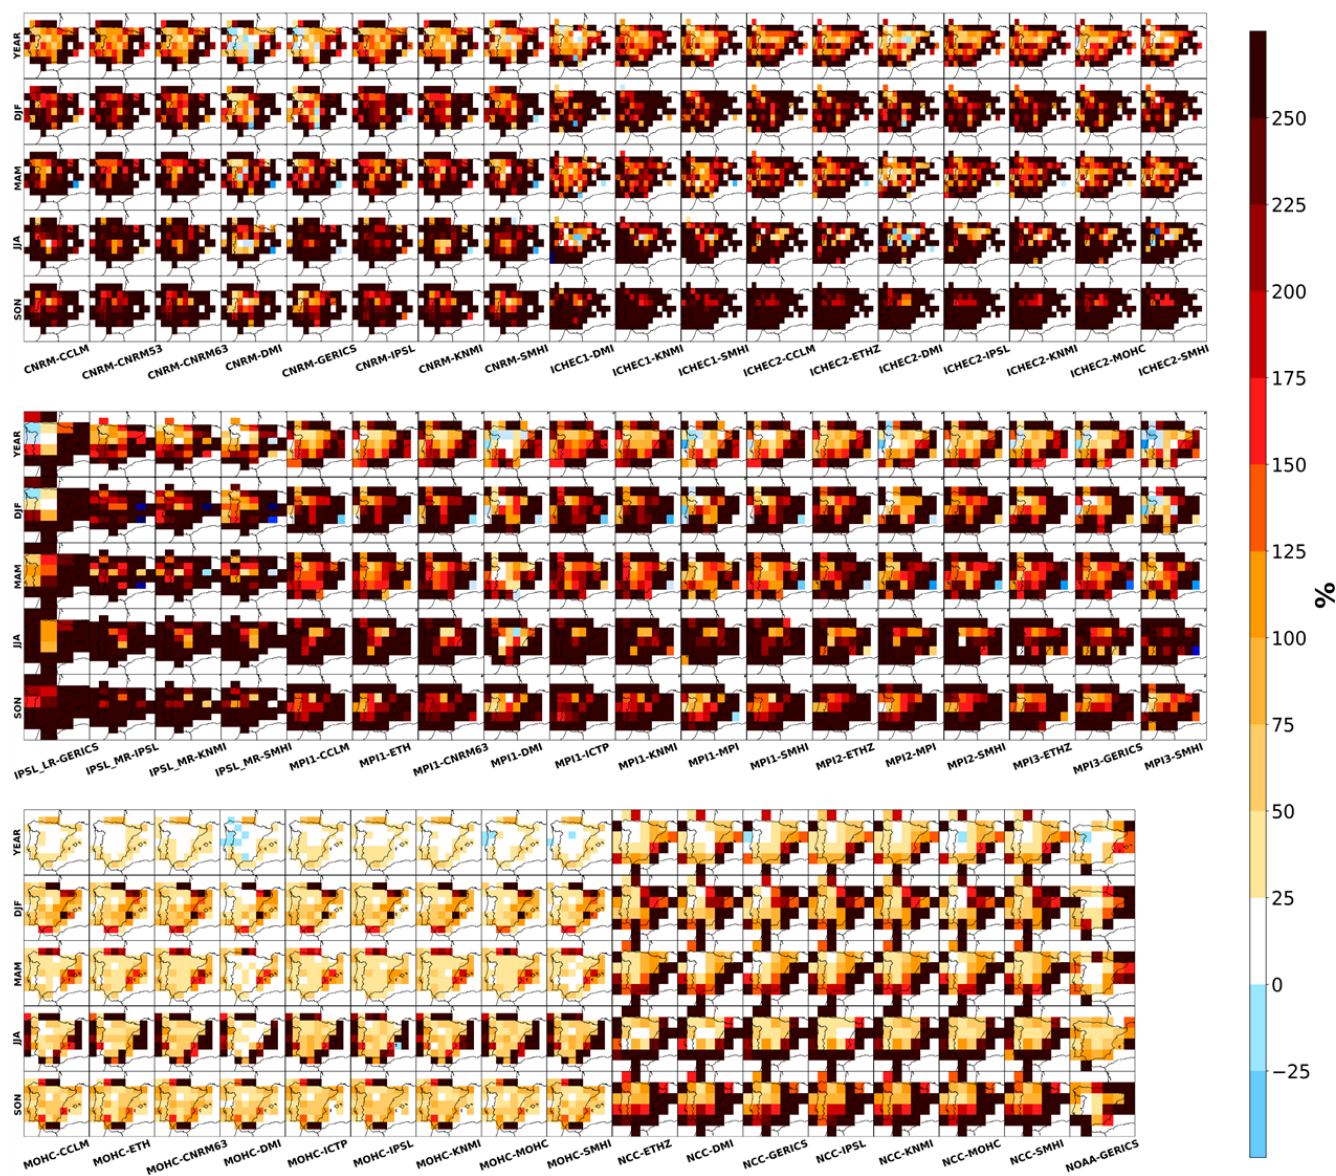 YEAR
DJF
MAM
JJA
SON
CNRM-CCLM
CNRM-CNRM53
CNRM-CNRM63
CNRM-DMI
CNRM-GERICS
CNRM-IPSL
CNRM-KNMI
CNRM-SMHI
ICHEC1-DMI
ICHEC1-KNMI
ICHEC1-SMHI
ICHEC2-CCLM
ICHEC2-ETHZ
ICHEC2-DMI
ICHEC2-IPSL
ICHEC2-KNMI
ICHEC2-MOHC
ICHEC2-SMHI
YEAR
DJF
MAM
JJA
SON
IPSL_LR-GERICS
IPSL_MR-IPSL
IPSL_MR-KNMI
IPSL_MR-SMHI
MPI1-CCLM
MPI1-ETH
MPI1-CNRM63
MPI1-DMI
MPI1-ICTP
MPI1-KNMI
MPI1-MPI
MPI1-SMHI
MPI2-ETHZ
MPI2-MPI
MPI2-SMHI
MPI3-ETHZ
MPI3-GERICS
MPI3-SMHI
YEAR
DJF
MAM
JJA
SON
MOHC-CCLM
MOHC-ETH
MOHC-CNRM63
MOHC-DMI
MOHC-ICTP
MOHC-IPSL
MOHC-KNMI
MOHC-MOHC
MOHC-SMHI
NCC-ETHZ
NCC-DMI
NCC-GERICS
NCC-IPSL
NCC-KNMI
NCC-MOHC
NCC-SMHI
NOAA-GERICS
250
225
200
175
150
125
100
75
50
25
0
−25
%